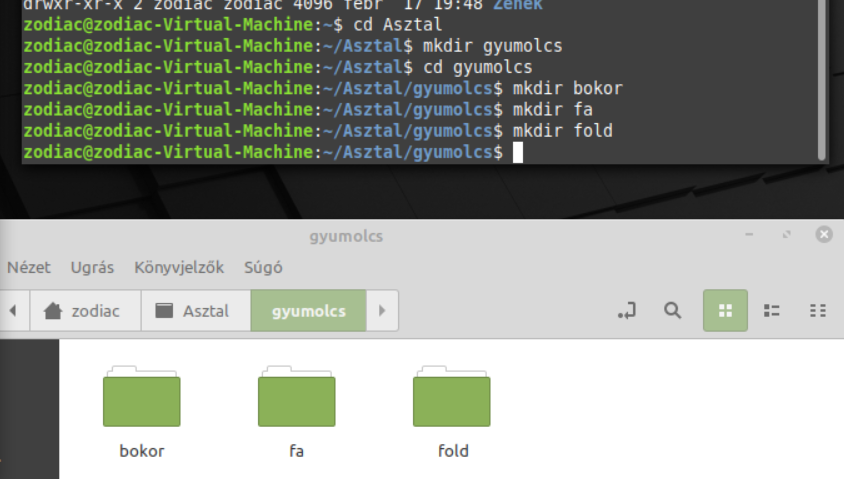 drwxr-xr-x 2 zodiac zodiac 4096 febr  17 19:48 Zenék
zodiac@zodiac-Virtual-Machine:~$ cd Asztal
zodiac@zodiac-Virtual-Machine:~/Asztal$ mkdir gyumolcs
zodiac@zodiac-Virtual-Machine:~/Asztal$ cd gyumolcs
zodiac@zodiac-Virtual-Machine:~/Asztal/gyumolcs$ mkdir bokor
zodiac@zodiac-Virtual-Machine:~/Asztal/gyumolcs$ mkdir fa
zodiac@zodiac-Virtual-Machine:~/Asztal/gyumolcs$ mkdir fold
zodiac@zodiac-Virtual-Machine:~/Asztal/gyumolcs$
gyumolcs
Nézet Ugrás Könyvjelzők Súgó
zodiac Asztal gyumolcs
bokor fa fold